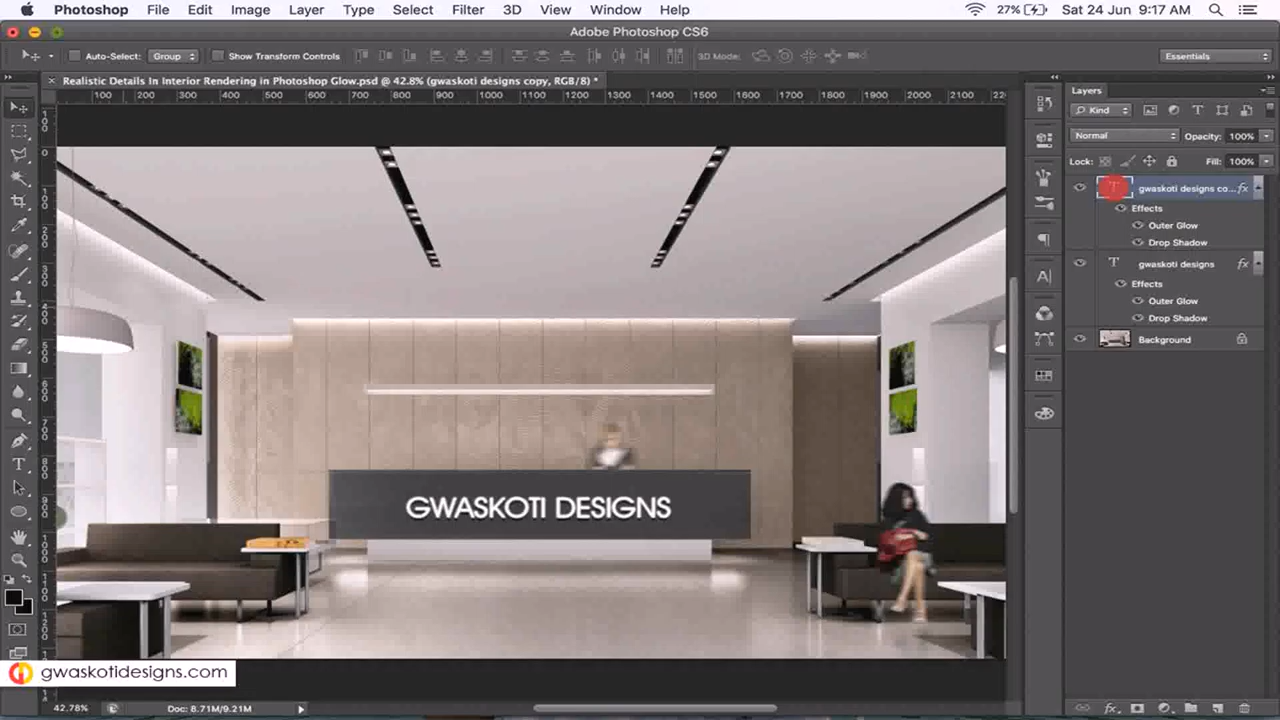 Photoshop File Edit Image Layer Type Select Filter 3D View Window Help 27% Sat 24 Jun 9:17 AM
Adobe Photoshop CS6
Auto-Select: Group Show Transform Controls 3D Mode: Essentials
× Realistic Details In Interior Rendering in Photoshop Glow.psd @ 42.8% (gwaskoti designs copy, RGB/8) *
100 200 300 400 500 600 700 800 900 1000 1100 1200 1300 1400 1500 1600 1700 1800 1900 2000 2100
Layers
Kind
Normal Opacity: 100%
Lock: Fill: 100%
gwaskoti designs co... fx
Effects
Outer Glow
Drop Shadow
gwaskoti designs fx
Effects
Outer Glow
Drop Shadow
Background
GWASKOTI DESIGNS
gwaskotidesigns.com
42.78% Doc: 8.71M/9.21M